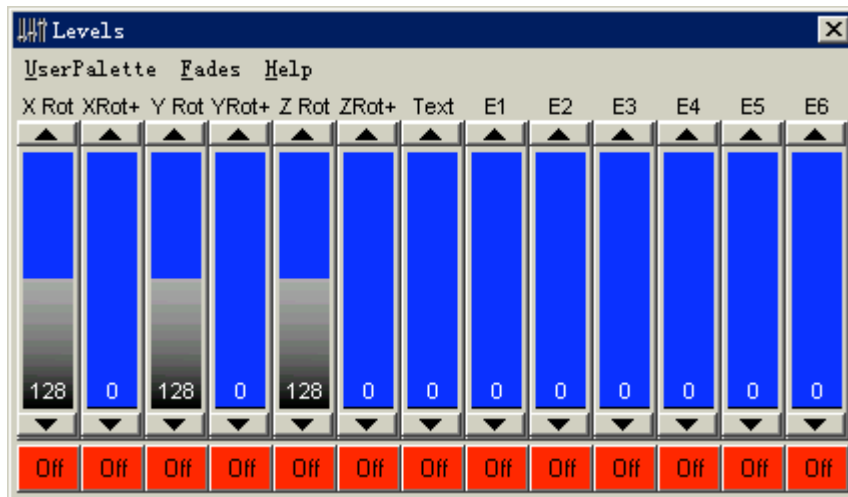 Levels
UserPalette Fades Help
X Rot XRot+ Y Rot YRot+ Z Rot ZRot+ Text E1 E2 E3 E4 E5 E6
128 0 128 0 128 0 0 0 0 0 0 0 0
Off Off Off Off Off Off Off Off Off Off Off Off Off